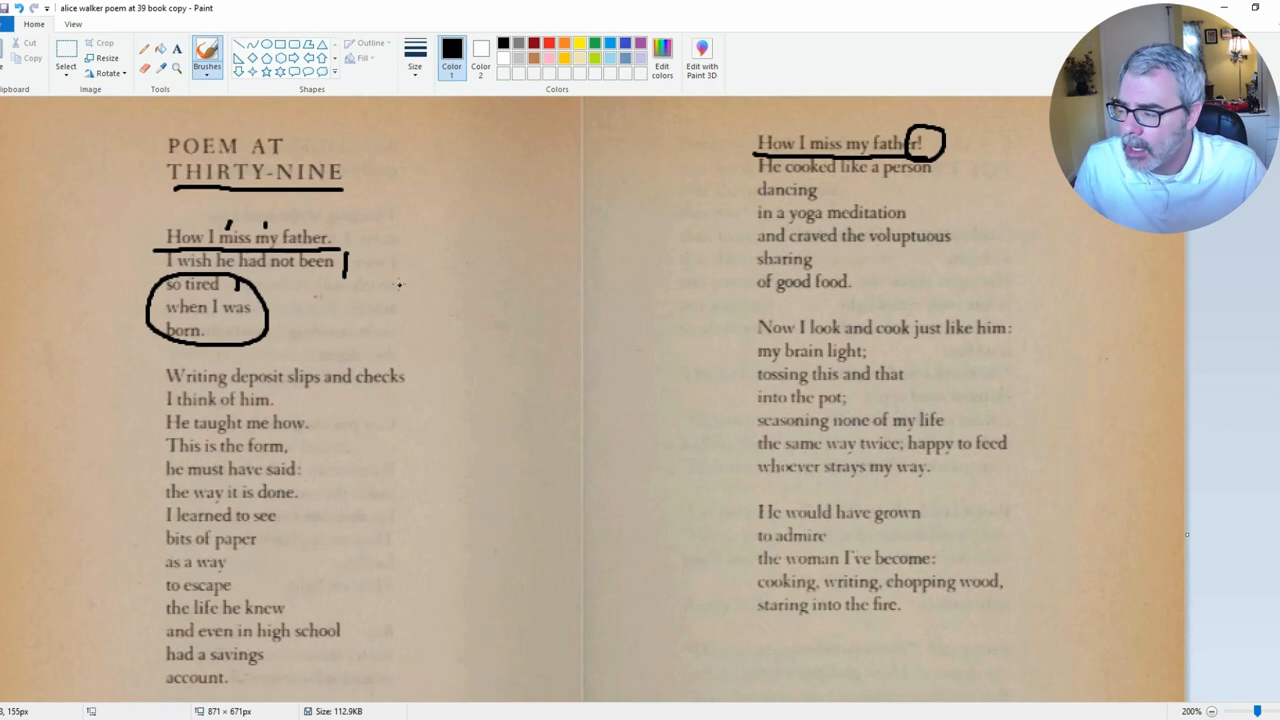 alice walker poem at 39 book copy - Paint
Home
View
Cut
Copy
Clipboard
Select
Crop
Resize
Rotate
Image
Tools
A
Brushes
Shapes
Outline
Fill
Size
Color
1
Color
2
Edit
colors
Colors
Edit with
Paint 3D
POEM AT
THIRTY-NINE
How I miss my father.
I wish he had not been
so tired
when I was
born.
Writing deposit slips and checks
I think of him.
He taught me how.
This is the form,
he must have said:
the way it is done.
I learned to see
bits of paper
as a way
to escape
the life he knew
and even in high school
had a savings
account.
How I miss my father!
He cooked like a person
dancing
in a yoga meditation
and craved the voluptuous
sharing
of good food.
Now I look and cook just like him:
my brain light;
tossing this and that
into the pot;
seasoning none of my life
the same way twice; happy to feed
whoever strays my way.
He would have grown
to admire
the woman I've become:
cooking, writing, chopping wood,
staring into the fire.
155px
871 × 671px
Size: 112.9KB
200%